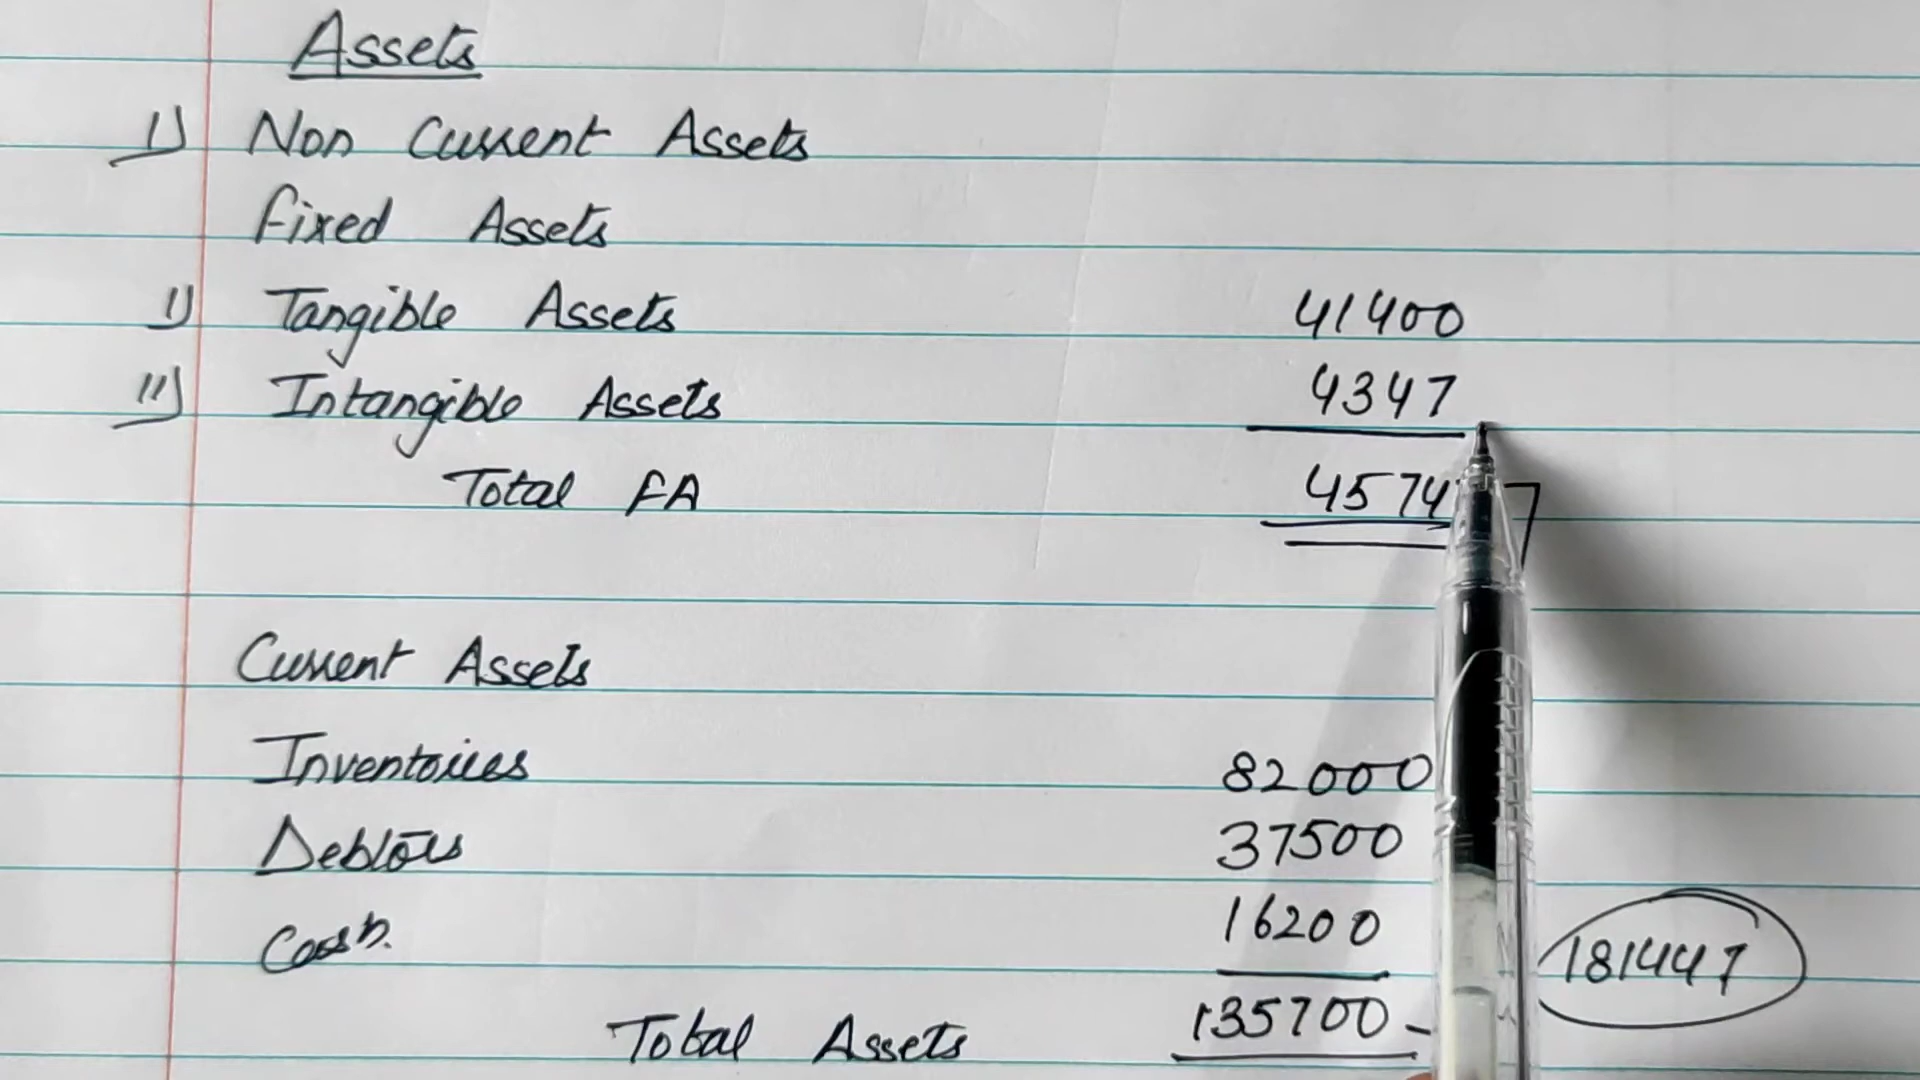 Assets
1) Non Current Assets
Fixed Assets
1) Tangible Assets 41400
11) Intangible Assets 4347
Total FA 4574
Current Assets
Inventories 82000
Debtors 37500
Cash. 16200
181447
Total Assets 135700 -